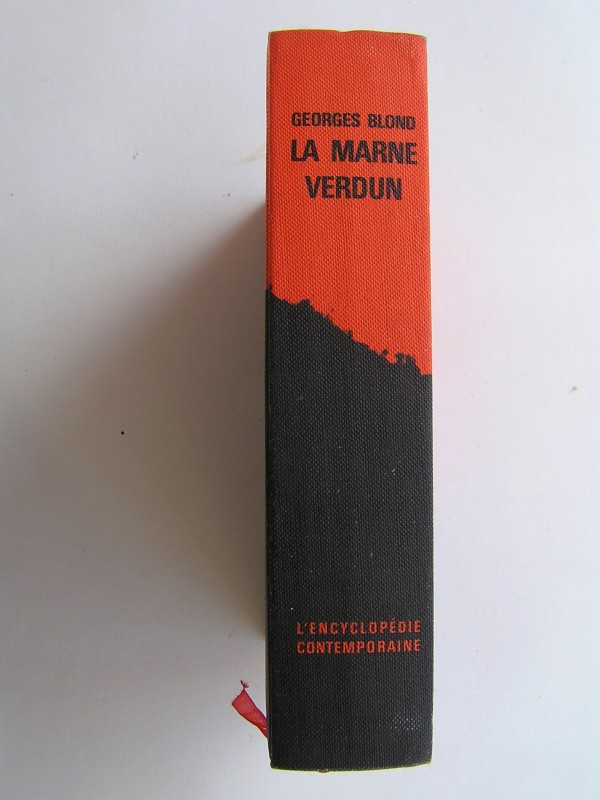 GEORGES BLOND
LA MARNE
VERDUN
L'ENCYCLOPÉDIE
CONTEMPORAINE